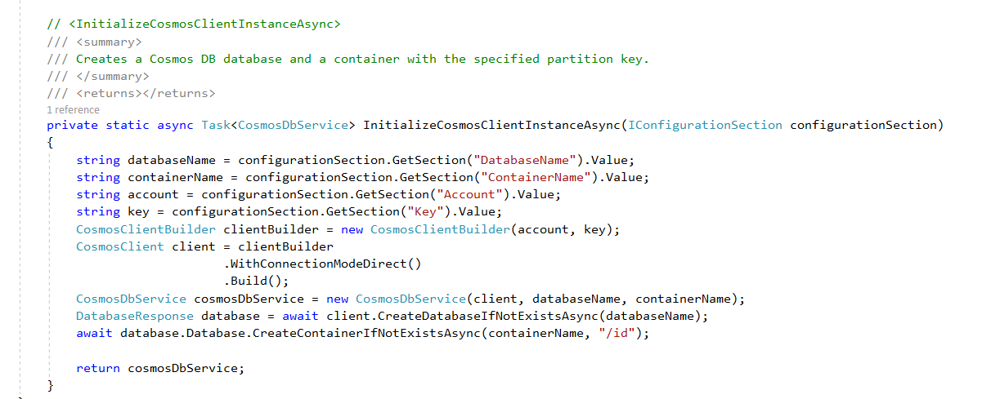 // <InitializeCosmosClientInstanceAsync>
/// <summary>
/// Creates a Cosmos DB database and a container with the specified partition key.
/// </summary>
/// <returns></returns>
1 reference
private static async Task<CosmosDbService> InitializeCosmosClientInstanceAsync(IConfigurationSection configurationSection)
{
    string databaseName = configurationSection.GetSection("DatabaseName").Value;
    string containerName = configurationSection.GetSection("ContainerName").Value;
    string account = configurationSection.GetSection("Account").Value;
    string key = configurationSection.GetSection("Key").Value;
    CosmosClientBuilder clientBuilder = new CosmosClientBuilder(account, key);
    CosmosClient client = clientBuilder
                        .WithConnectionModeDirect()
                        .Build();
    CosmosDbService cosmosDbService = new CosmosDbService(client, databaseName, containerName);
    DatabaseResponse database = await client.CreateDatabaseIfNotExistsAsync(databaseName);
    await database.Database.CreateContainerIfNotExistsAsync(containerName, "/id");

    return cosmosDbService;
}